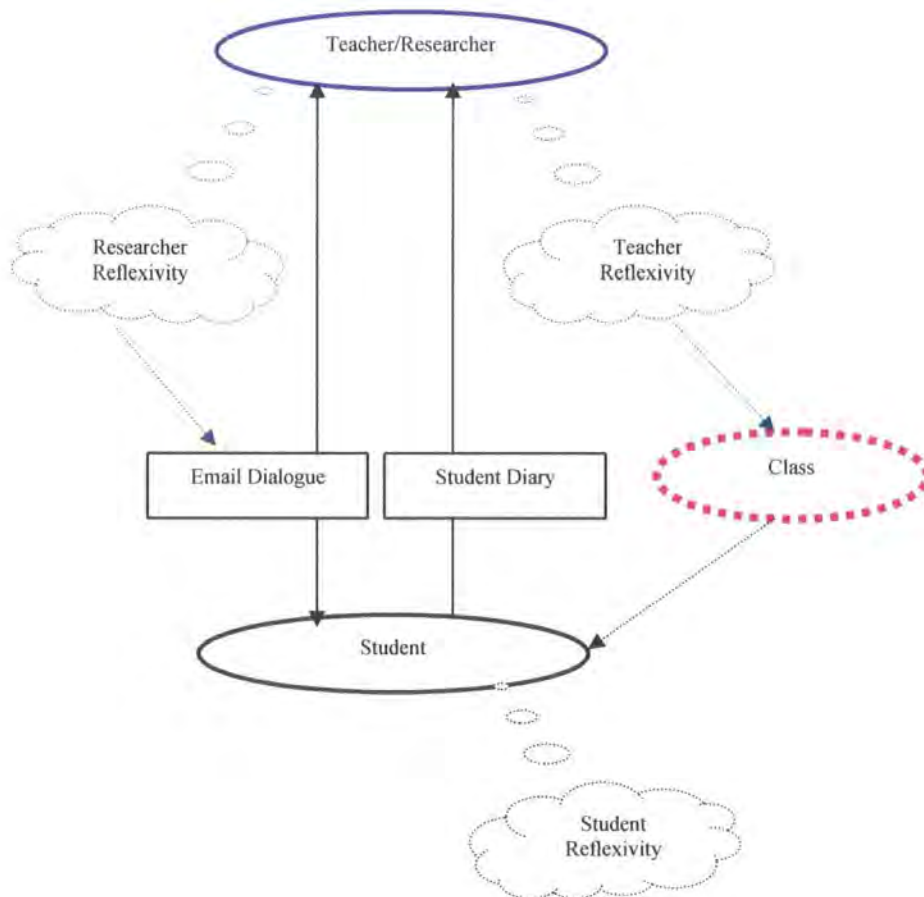 Teacher/Researcher
Researcher
Reflexivity
Teacher
Reflexivity
Email Dialogue
Student Diary
Class
Student
Student
Reflexivity